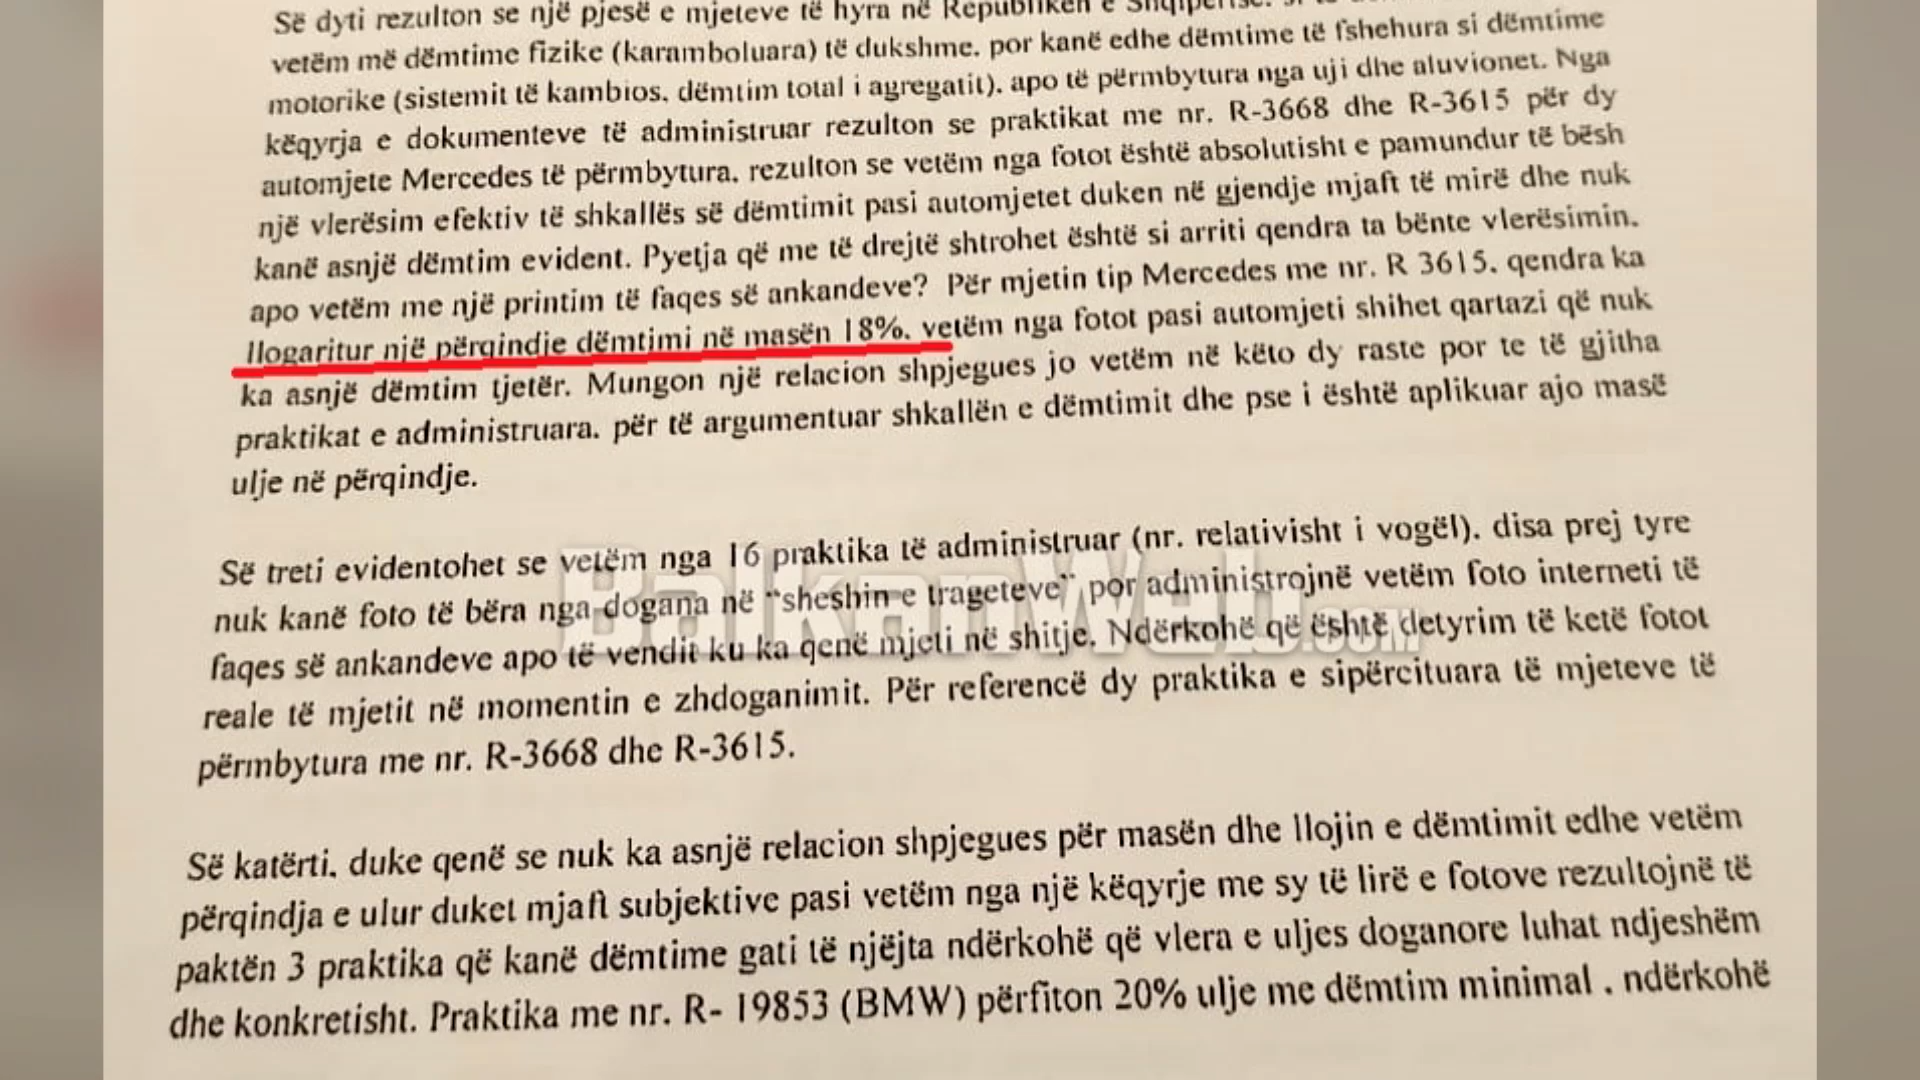 Së dyti rezulton se një pjesë e mjeteve të hyra në Republikën e
vetëm më dëmtime fizike (karamboluara) të dukshme, por kanë edhe dëmtime të fshehura si dëmtime
motorike (sistemit të kambios, dëmtim total i agregatit), apo të përmbytura nga uji dhe aluvionet. Nga
këqyrja e dokumenteve të administruar rezulton se praktikat me nr. R-3668 dhe R-3615 për dy
automjete Mercedes të përmbytura, rezulton se vetëm nga fotot është absolutisht e pamundur të bësh
një vlerësim efektiv të shkallës së dëmtimit pasi automjetet duken në gjendje mjaft të mirë dhe nuk
kanë asnjë dëmtim evident. Pyetja që me të drejtë shtrohet është si arriti qendra ta bënte vlerësimin,
apo vetëm me një printim të faqes së ankandeve? Për mjetin tip Mercedes me nr. R 3615, qendra ka
llogaritur një përqindje dëmtimi në masën 18%, vetëm nga fotot pasi automjeti shihet qartazi që nuk
ka asnjë dëmtim tjetër. Mungon një relacion shpjegues jo vetëm në këto dy raste por te të gjitha
praktikat e administruara, për të argumentuar shkallën e dëmtimit dhe pse i është aplikuar ajo masë
ulje në përqindje.
Së treti evidentohet se vetëm nga 16 praktika të administruar (nr. relativisht i vogël), disa prej tyre
nuk kanë foto të bëra nga dogana në “sheshin e trageteve” por administrojnë vetëm foto interneti të
faqes së ankandeve apo të vendit ku ka qenë mjeti në shitje. Ndërkohë që është detyrim të ketë fotot
reale të mjetit në momentin e zhdoganimit. Për referencë dy praktika e sipërcituara të mjeteve të
përmbytura me nr. R-3668 dhe R-3615.
BalkanWeb.com
Së katërti, duke qenë se nuk ka asnjë relacion shpjegues për masën dhe llojin e dëmtimit edhe vetëm
përqindja e ulur duket mjaft subjektive pasi vetëm nga një këqyrje me sy të lirë e fotove rezultojnë të
paktën 3 praktika që kanë dëmtime gati të njëjta ndërkohë që vlera e uljes doganore luhat ndjeshëm
dhe konkretisht. Praktika me nr. R- 19853 (BMW) përfiton 20% ulje me dëmtim minimal , ndërkohë